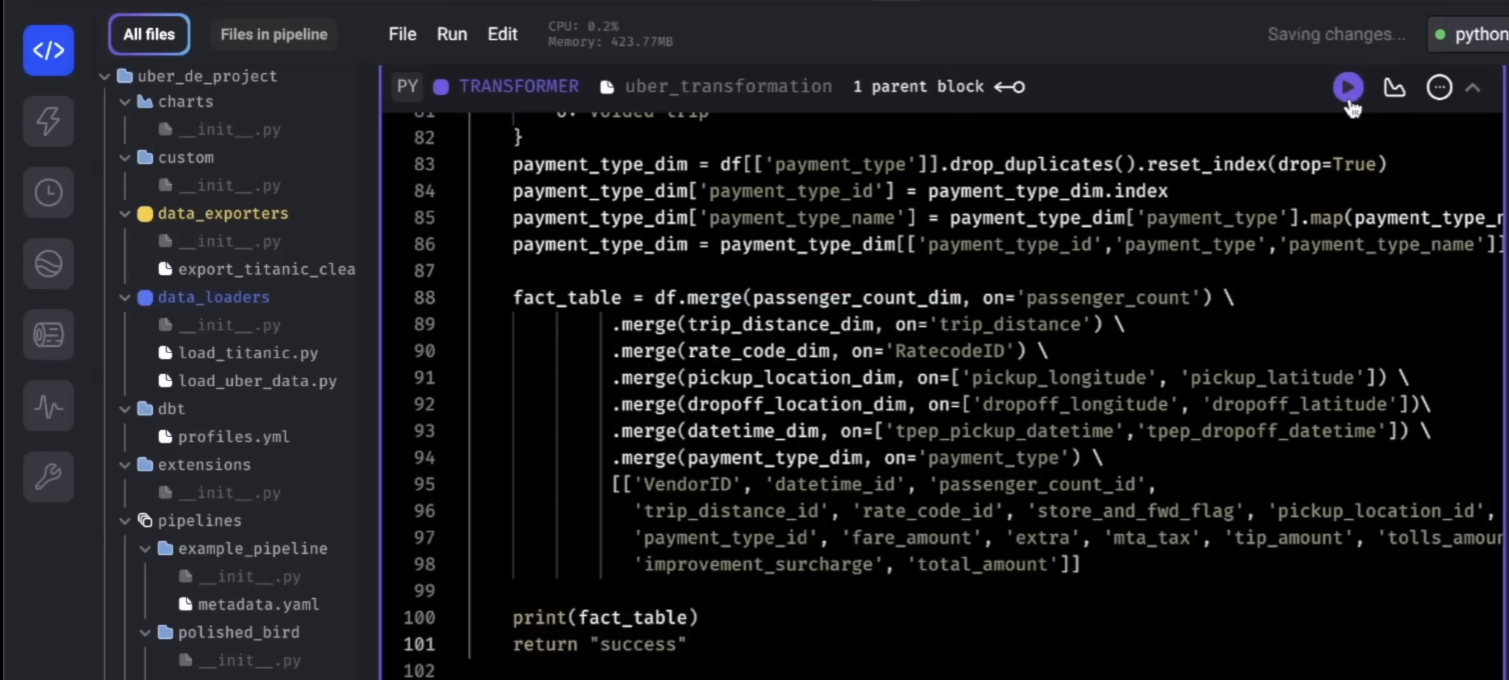 All files
Files in pipeline
File Run Edit
CPU: 0.2%
Memory: 423.77MB
Saving changes...
python
uber_de_project
charts
__init__.py
custom
__init__.py
data_exporters
__init__.py
export_titanic_clea
data_loaders
__init__.py
load_titanic.py
load_uber_data.py
dbt
profiles.yml
extensions
__init__.py
pipelines
example_pipeline
__init__.py
metadata.yaml
polished_bird
__init__.py
PY TRANSFORMER uber_transformation 1 parent block
82 }
83 payment_type_dim = df[['payment_type']].drop_duplicates().reset_index(drop=True)
84 payment_type_dim['payment_type_id'] = payment_type_dim.index
85 payment_type_dim['payment_type_name'] = payment_type_dim['payment_type'].map(payment_type_n
86 payment_type_dim = payment_type_dim[['payment_type_id','payment_type','payment_type_name']]
87
88 fact_table = df.merge(passenger_count_dim, on='passenger_count') \
89 .merge(trip_distance_dim, on='trip_distance') \
90 .merge(rate_code_dim, on='RatecodeID') \
91 .merge(pickup_location_dim, on=['pickup_longitude', 'pickup_latitude']) \
92 .merge(dropoff_location_dim, on=['dropoff_longitude', 'dropoff_latitude'])\
93 .merge(datetime_dim, on=['tpep_pickup_datetime','tpep_dropoff_datetime']) \
94 .merge(payment_type_dim, on='payment_type') \
95 [['VendorID', 'datetime_id', 'passenger_count_id',
96 'trip_distance_id', 'rate_code_id', 'store_and_fwd_flag', 'pickup_location_id',
97 'payment_type_id', 'fare_amount', 'extra', 'mta_tax', 'tip_amount', 'tolls_amour
98 'improvement_surcharge', 'total_amount']]
99
100 print(fact_table)
101 return "success"
102